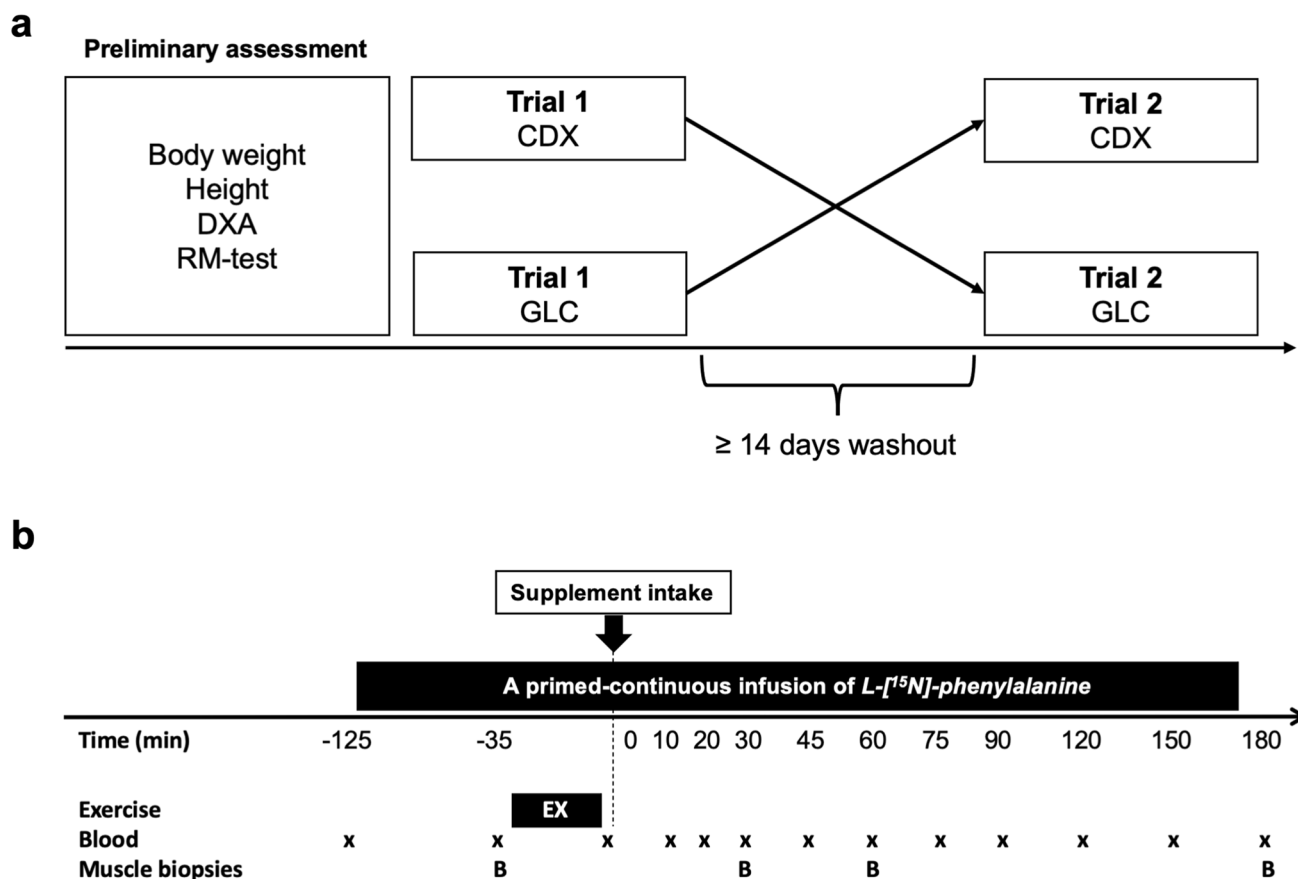 a
Preliminary assessment
Body weight
Height
DXA
RM-test
Trial 1
CDX
Trial 2
CDX
Trial 1
GLC
Trial 2
GLC
≥ 14 days washout
b
Supplement intake
A primed-continuous infusion of L-[¹⁵N]-phenylalanine
Time (min) -125 -35 0 10 20 30 45 60 75 90 120 150 180
Exercise EX
Blood x x x x x x x x x x x x x
Muscle biopsies B B B B